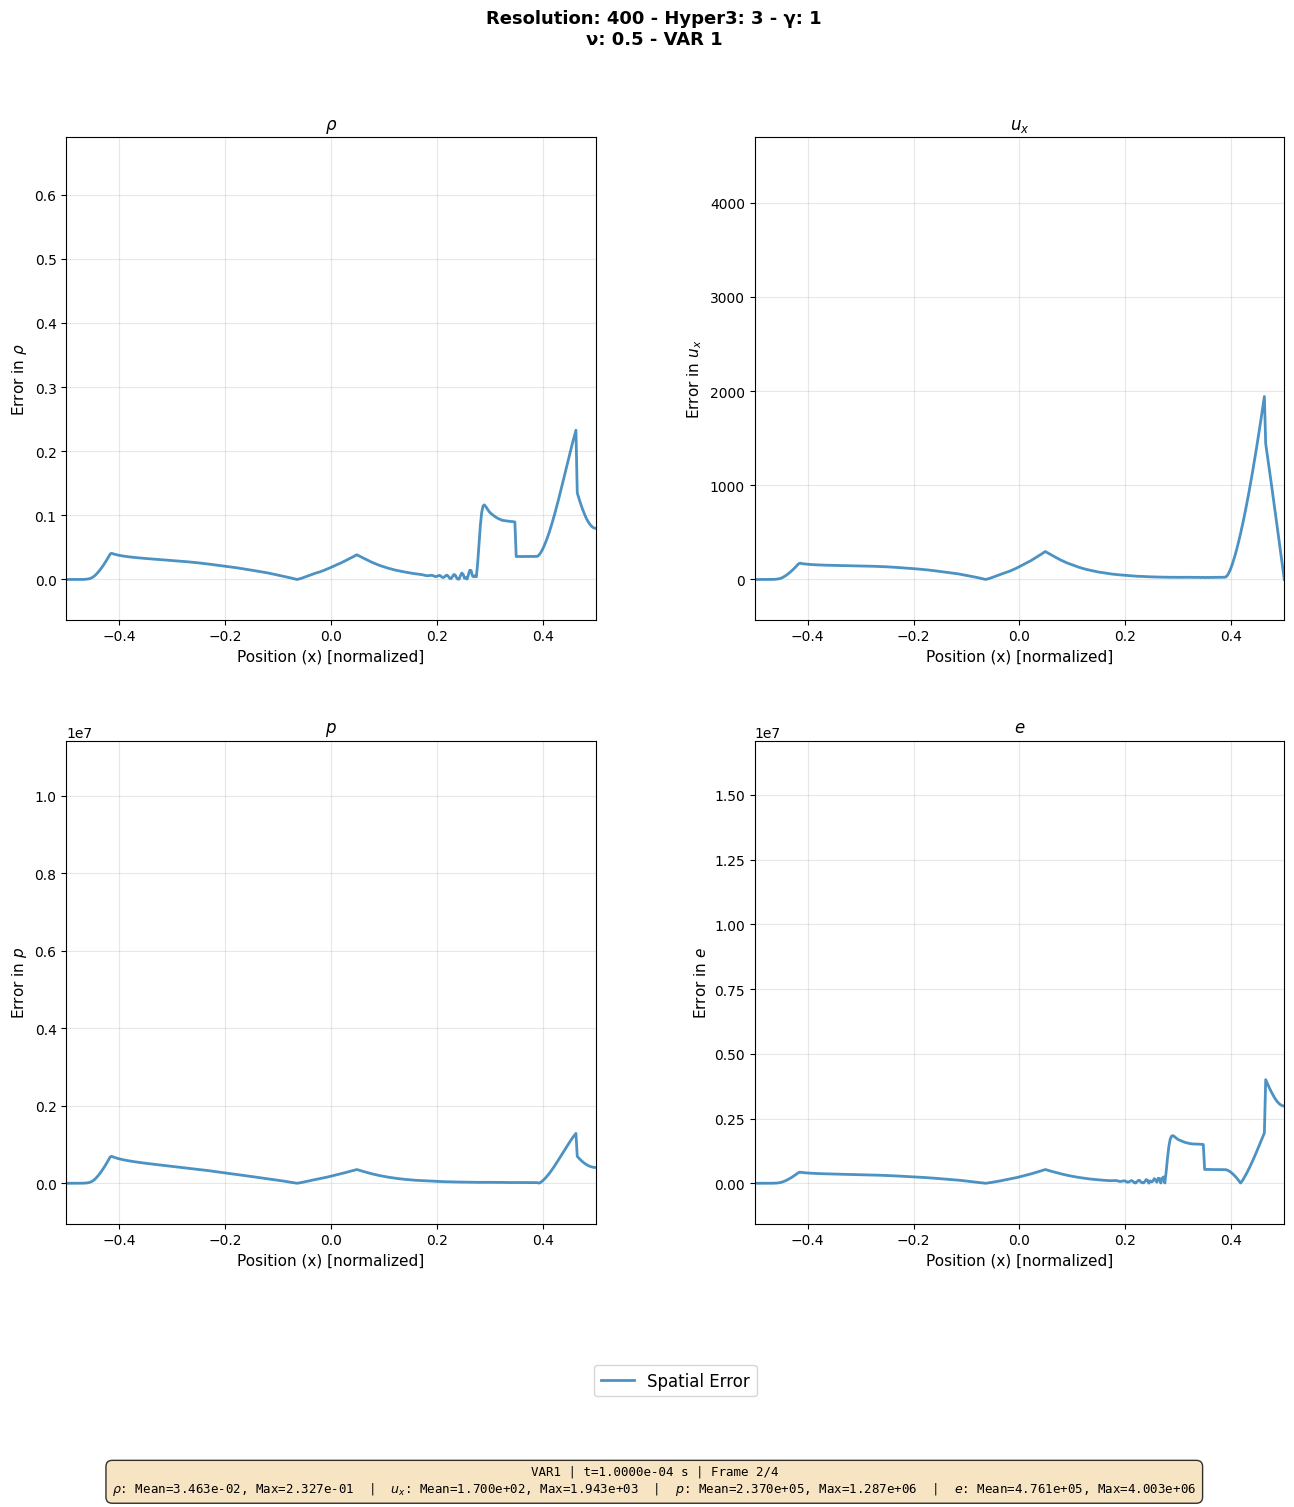 Resolution: 400 - Hyper3: 3 - γ: 1
ν: 0.5 - VAR 1
ρ
Error in ρ
0.6
0.5
0.4
0.3
0.2
0.1
0.0
−0.4 −0.2 0.0 0.2 0.4
Position (x) [normalized]
u_x
Error in u_x
4000
3000
2000
1000
0
−0.4 −0.2 0.0 0.2 0.4
Position (x) [normalized]
p
1e7
Error in p
1.0
0.8
0.6
0.4
0.2
0.0
−0.4 −0.2 0.0 0.2 0.4
Position (x) [normalized]
e
1e7
Error in e
1.50
1.25
1.00
0.75
0.50
0.25
0.00
−0.4 −0.2 0.0 0.2 0.4
Position (x) [normalized]
Spatial Error
VAR1 | t=1.0000e-04 s | Frame 2/4
ρ: Mean=3.463e-02, Max=2.327e-01 | u_x: Mean=1.700e+02, Max=1.943e+03 | p: Mean=2.370e+05, Max=1.287e+06 | e: Mean=4.761e+05, Max=4.003e+06